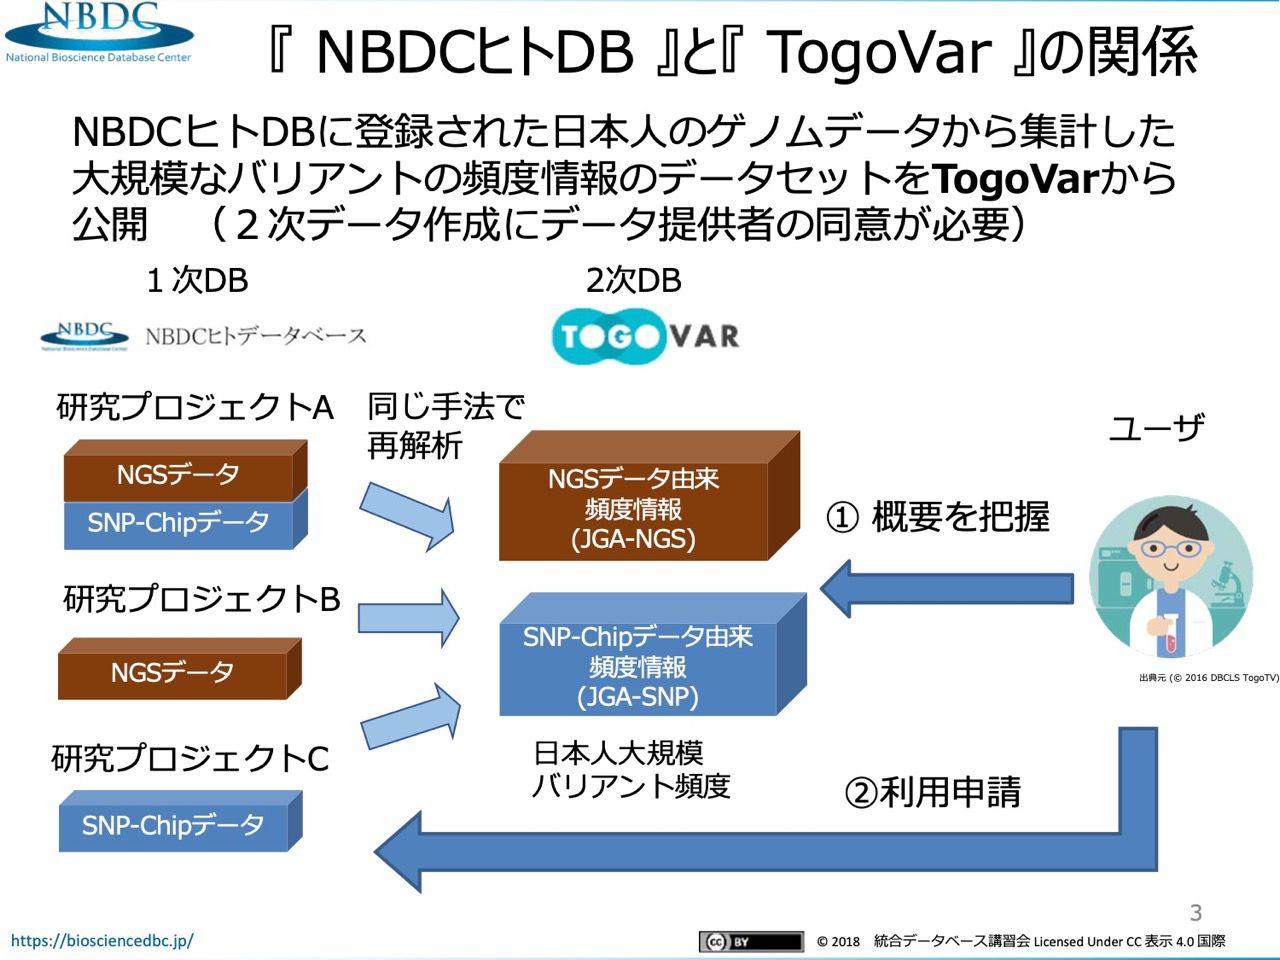 NBDC
National Bioscience Database Center
『 NBDCヒトDB 』と『 TogoVar 』の関係
NBDCヒトDBに登録された日本人のゲノムデータから集計した
大規模なバリアントの頻度情報のデータセットをTogoVarから
公開　（２次データ作成にデータ提供者の同意が必要）
１次DB
2次DB
NBDC
National Bioscience Database Center
NBDCヒトデータベース
TOGOVAR
研究プロジェクトA
同じ手法で
再解析
NGSデータ
SNP-Chipデータ
NGSデータ由来
頻度情報
(JGA-NGS)
ユーザ
① 概要を把握
研究プロジェクトB
NGSデータ
SNP-Chipデータ由来
頻度情報
(JGA-SNP)
出典元 (© 2016 DBCLS TogoTV)
研究プロジェクトC
SNP-Chipデータ
日本人大規模
バリアント頻度
②利用申請
3
https://biosciencedbc.jp/
cc BY
© 2018　統合データベース講習会 Licensed Under CC 表示 4.0 国際